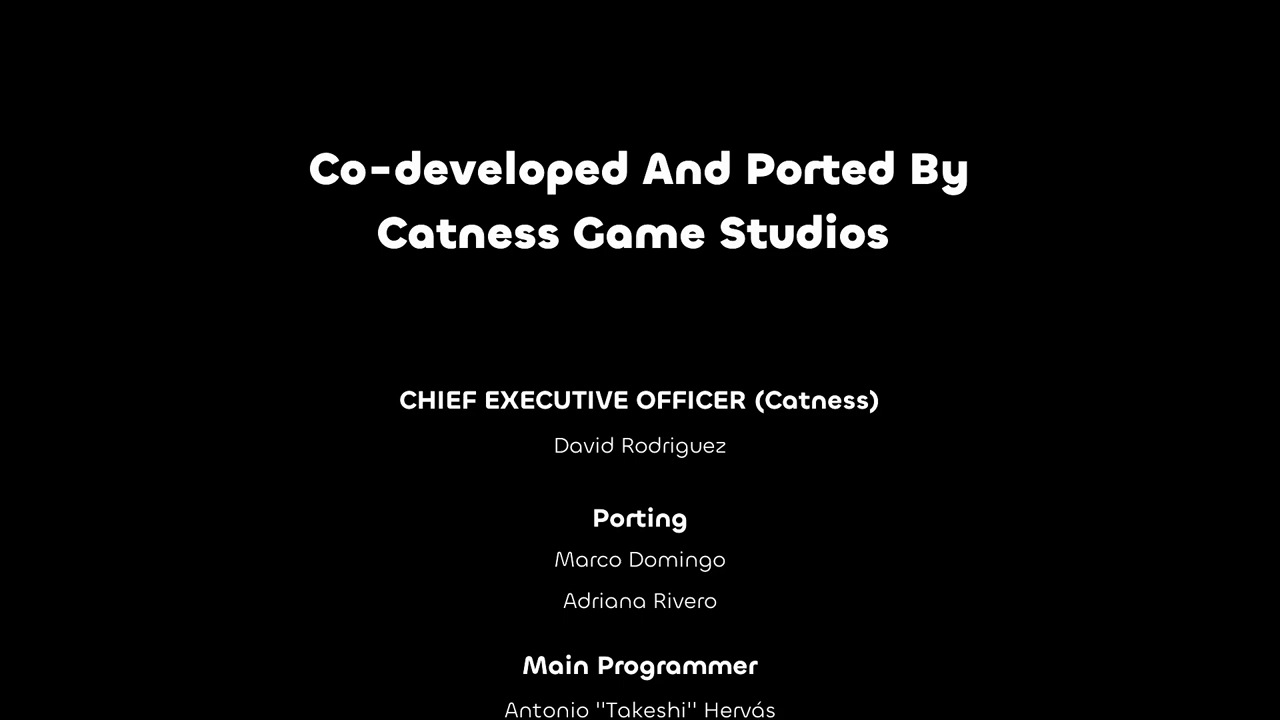 Co-developed And Ported By
Catness Game Studios
CHIEF EXECUTIVE OFFICER (Catness)
David Rodriguez
Porting
Marco Domingo
Adriana Rivero
Main Programmer
Antonio "Takeshi" Hervás